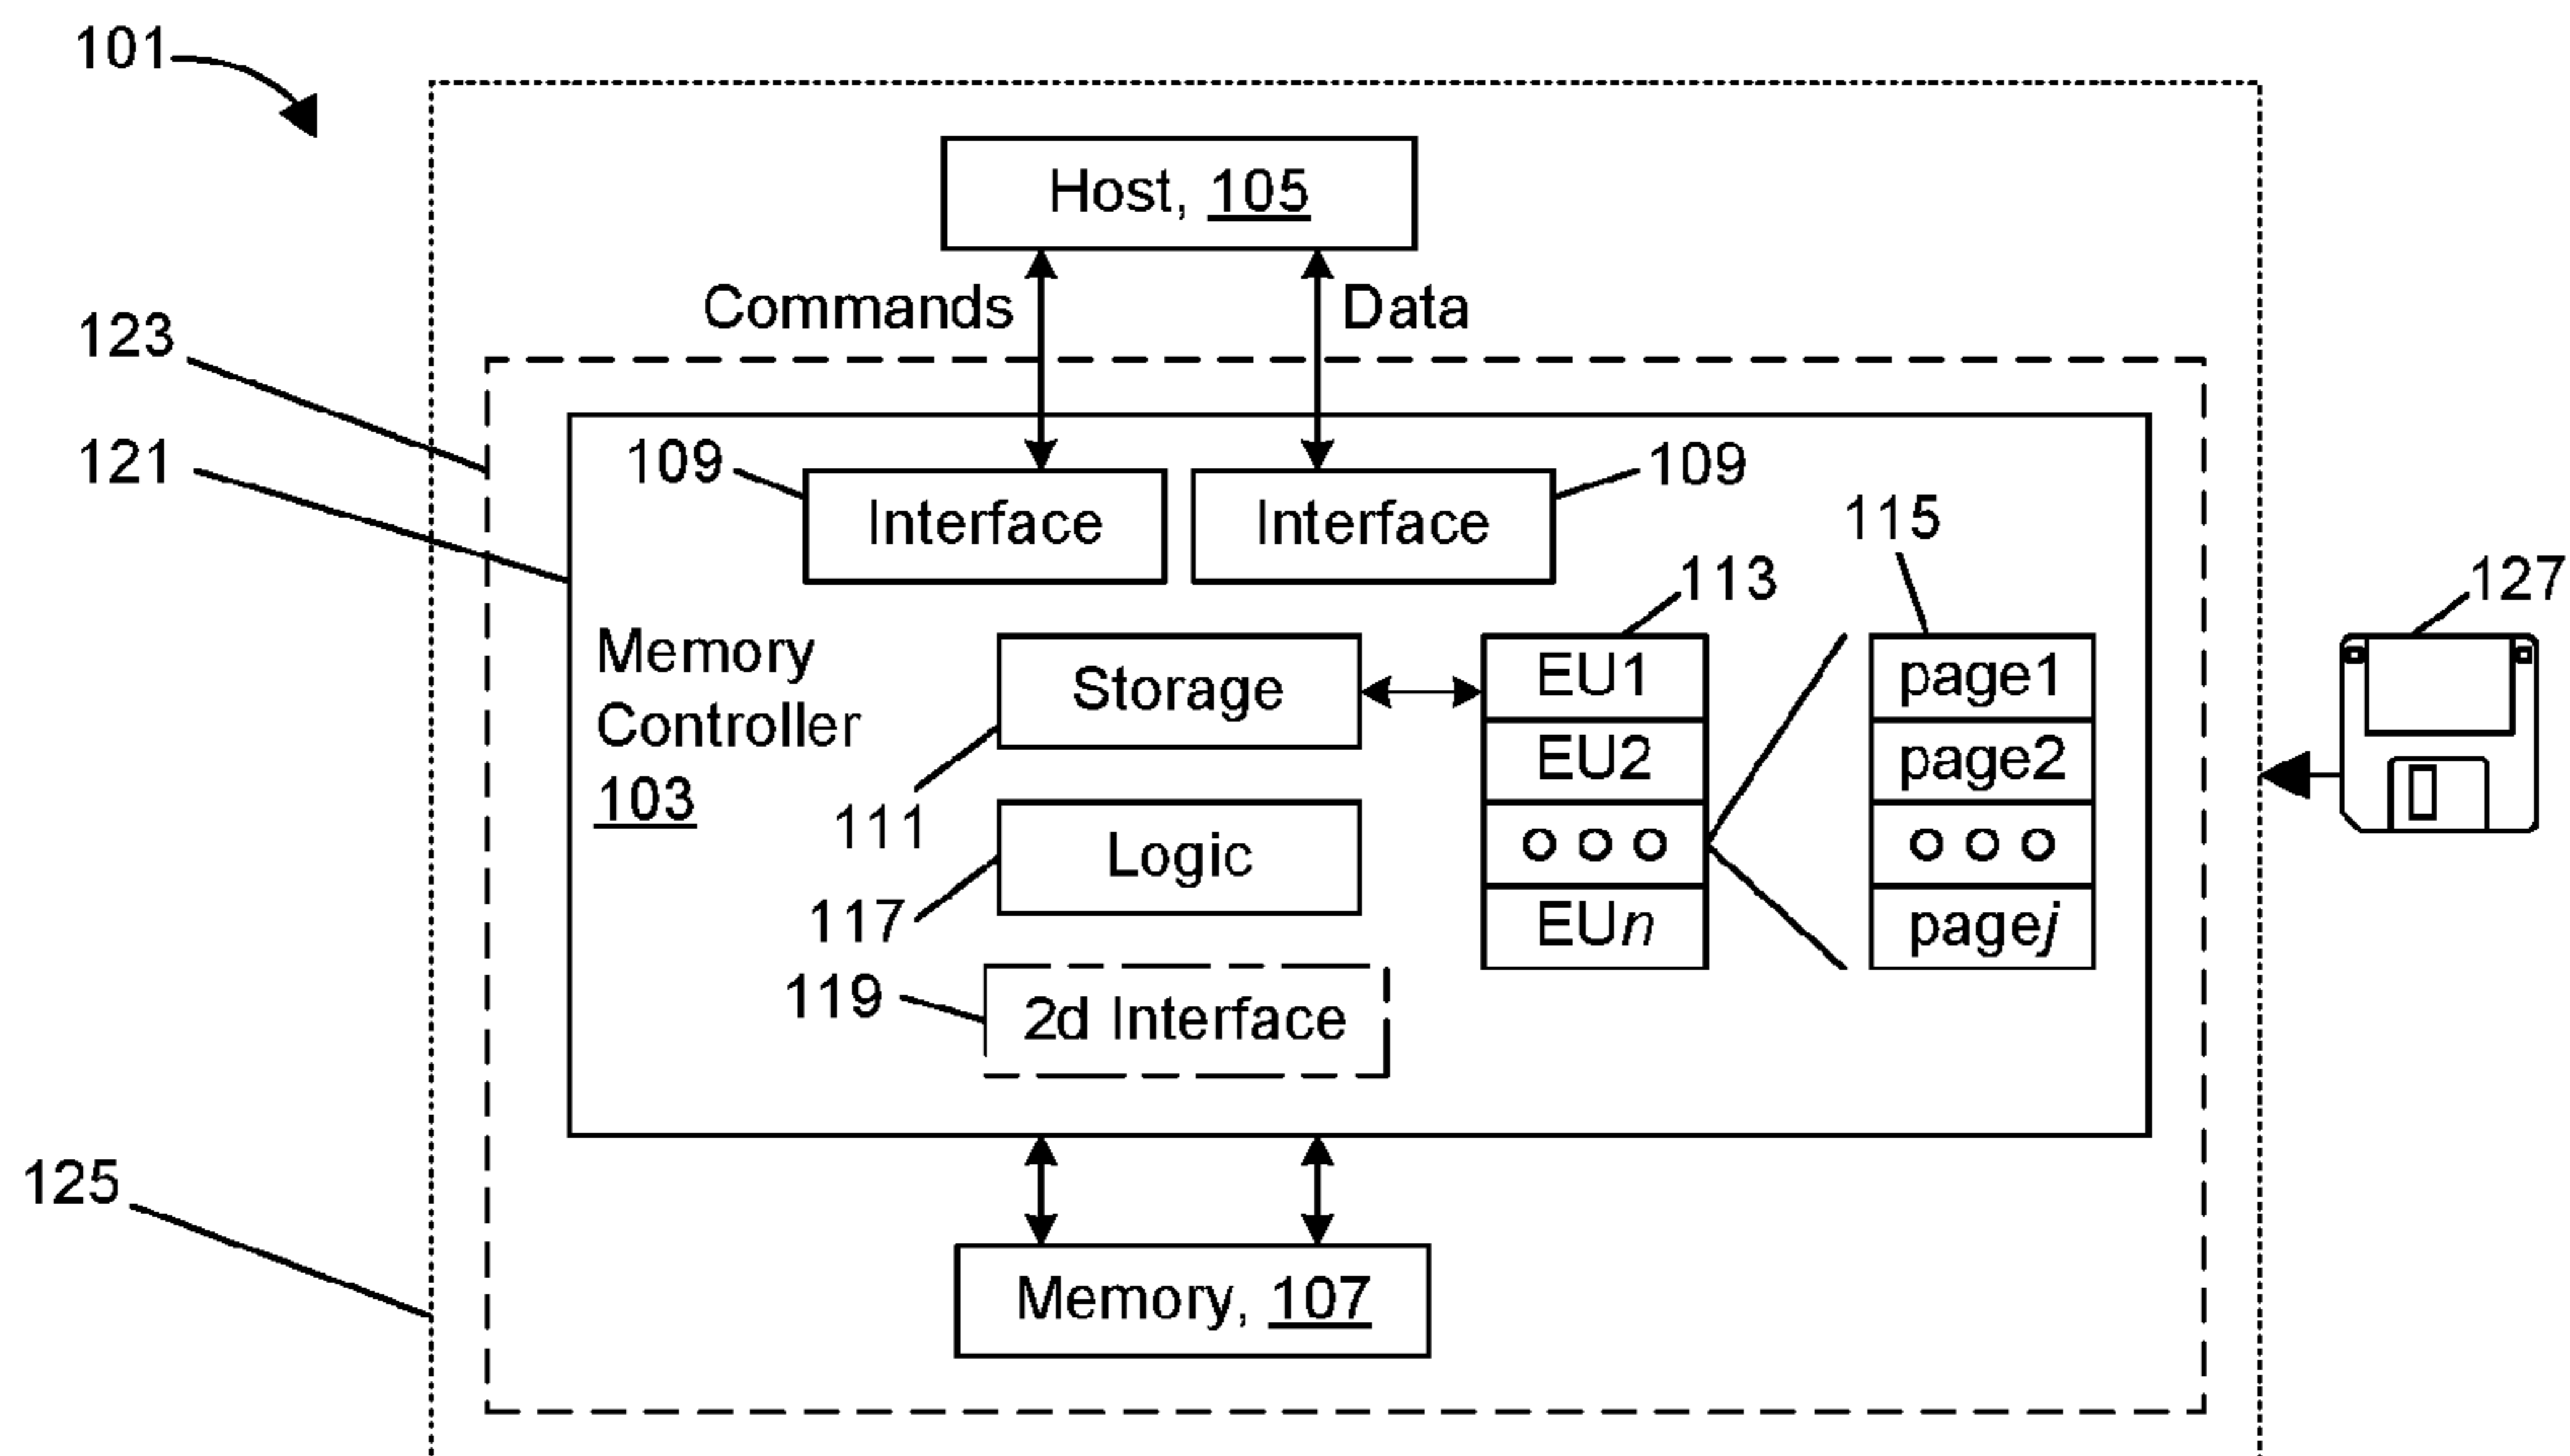 101
Host, 105
Commands
Data
123
121
109
Interface
Interface
109
115
113
127
Memory
Controller
103
Storage
EU1
page1
EU2
page2
111
Logic
117
EUn
pagej
119
2d Interface
125
Memory, 107